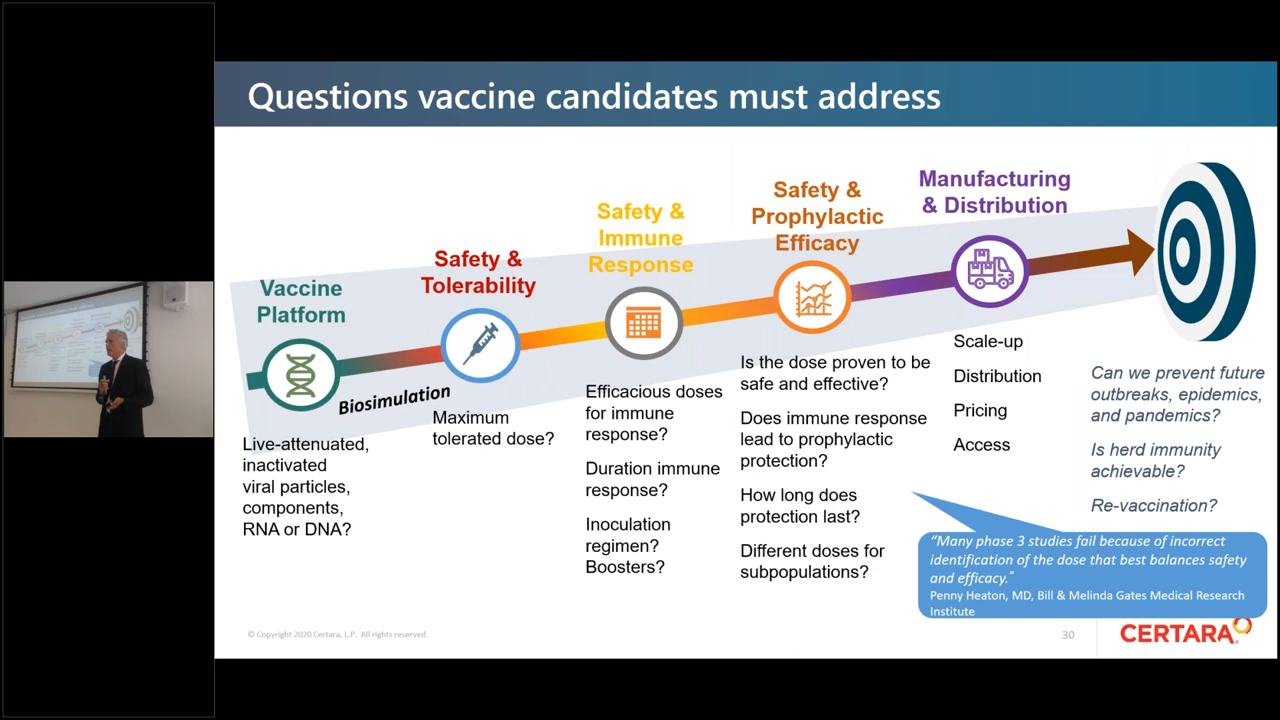 Questions vaccine candidates must address
Vaccine
Platform
Live-attenuated,
inactivated
viral particles,
components,
RNA or DNA?
Biosimulation
Safety &
Tolerability
Maximum
tolerated dose?
Safety &
Immune
Response
Efficacious doses
for immune
response?
Duration immune
response?
Inoculation
regimen?
Boosters?
Safety &
Prophylactic
Efficacy
Is the dose proven to be
safe and effective?
Does immune response
lead to prophylactic
protection?
How long does
protection last?
Different doses for
subpopulations?
Manufacturing
& Distribution
Scale-up
Distribution
Pricing
Access
Can we prevent future
outbreaks, epidemics,
and pandemics?
Is herd immunity
achievable?
Re-vaccination?
“Many phase 3 studies fail because of incorrect
identification of the dose that best balances safety
and efficacy.”
Penny Heaton, MD, Bill & Melinda Gates Medical Research
Institute
© Copyright 2020 Certara, L.P. All rights reserved.
30
CERTARA